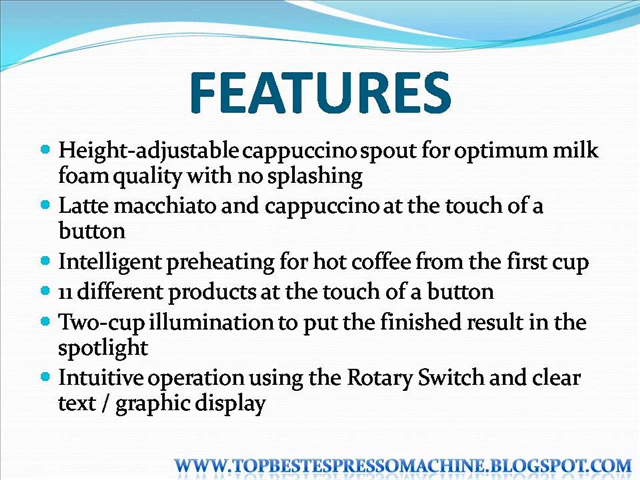 FEATURES
Height-adjustable cappuccino spout for optimum milk
foam quality with no splashing
Latte macchiato and cappuccino at the touch of a
button
Intelligent preheating for hot coffee from the first cup
11 different products at the touch of a button
Two-cup illumination to put the finished result in the
spotlight
Intuitive operation using the Rotary Switch and clear
text / graphic display
WWW.TOPBESTESPRESSOMACHINE.BLOGSPOT.COM